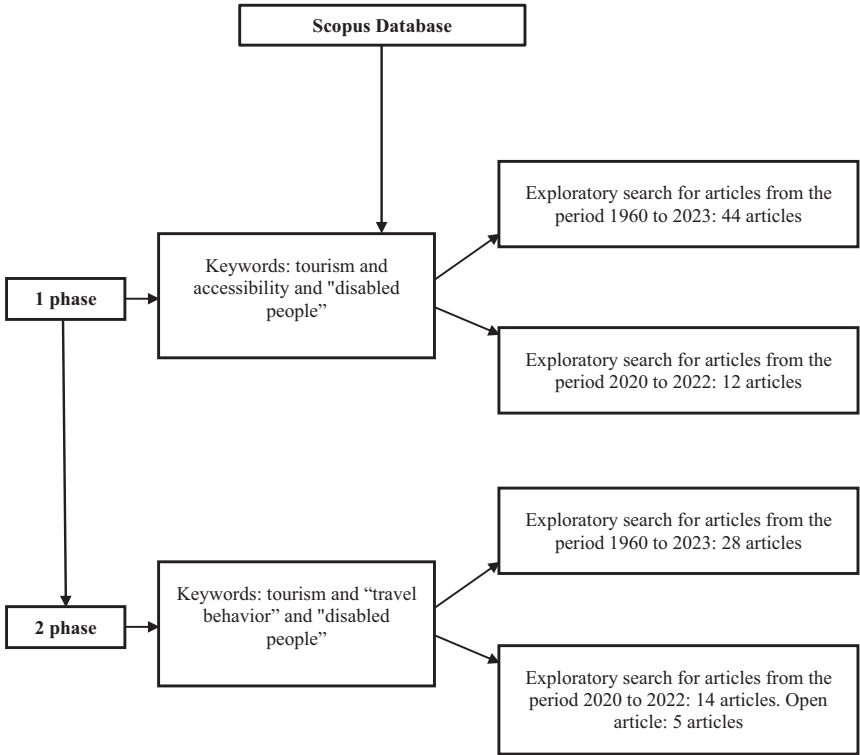 Scopus Database
Exploratory search for articles from the
period 1960 to 2023: 44 articles
Keywords: tourism and
accessibility and "disabled
people”
1 phase
Exploratory search for articles from the
period 2020 to 2022: 12 articles
Exploratory search for articles from the
period 1960 to 2023: 28 articles
Keywords: tourism and “travel
behavior” and "disabled
people”
2 phase
Exploratory search for articles from the
period 2020 to 2022: 14 articles. Open
article: 5 articles